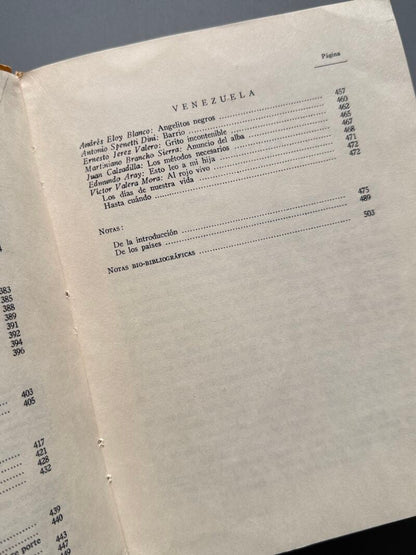 383
385
388
391
392
394
396
403
405
417
421
428
432
439
440
443
re porte 447
449
Página
VENEZUELA
Andrés Eloy Blanco: Angelitos negros 457
Antonio Spenetti Dini: Barrio 460
Ernesto Jerez Valero: Grito incontenible 462
Martiniano Brancho Sierra: Anuncio del alba 465
Juan Calzadilla: Los métodos necesarios 467
Edmundo Aray: Esto leo a mi hija 468
Víctor Valera Mora: Al rojo vivo 471
Los días de nuestra vida 472
Hasta cuándo 472
NOTAS:
De la introducción 475
De los países 489
NOTAS BIO-BIBLIOGRÁFICAS 503